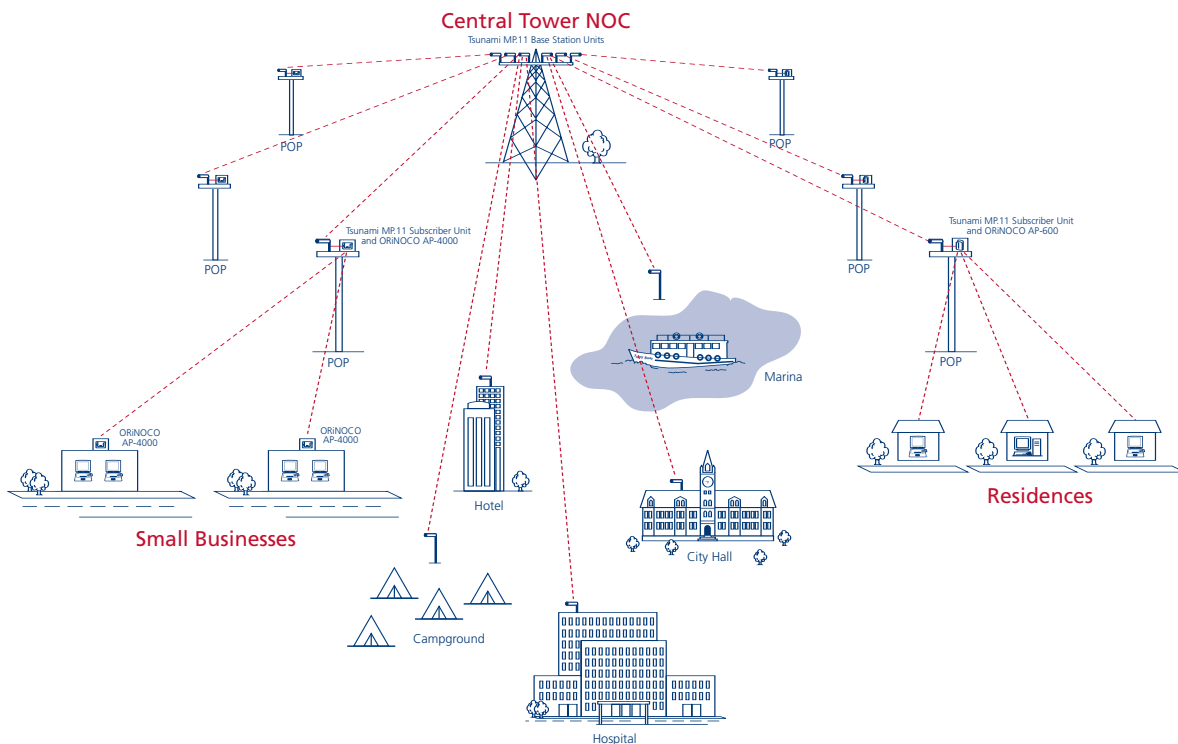 Central Tower NOC
Tsunami MP.11 Base Station Units
POP
POP
POP
POP
Tsunami MP.11 Subscriber Unit
and ORiNOCO AP-4000
POP
Tsunami MP.11 Subscriber Unit
and ORiNOCO AP-600
POP
Marina
ORiNOCO
AP-4000
ORiNOCO
AP-4000
Hotel
Small Businesses
Residences
City Hall
Campground
Hospital